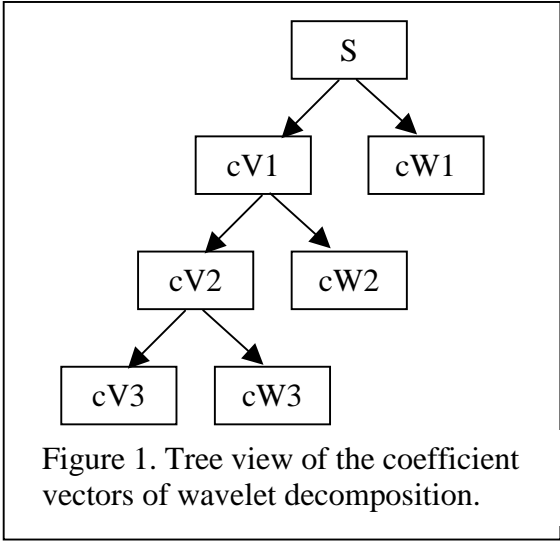 S
cV1 cW1
cV2 cW2
cV3 cW3
Figure 1. Tree view of the coefficient
vectors of wavelet decomposition.